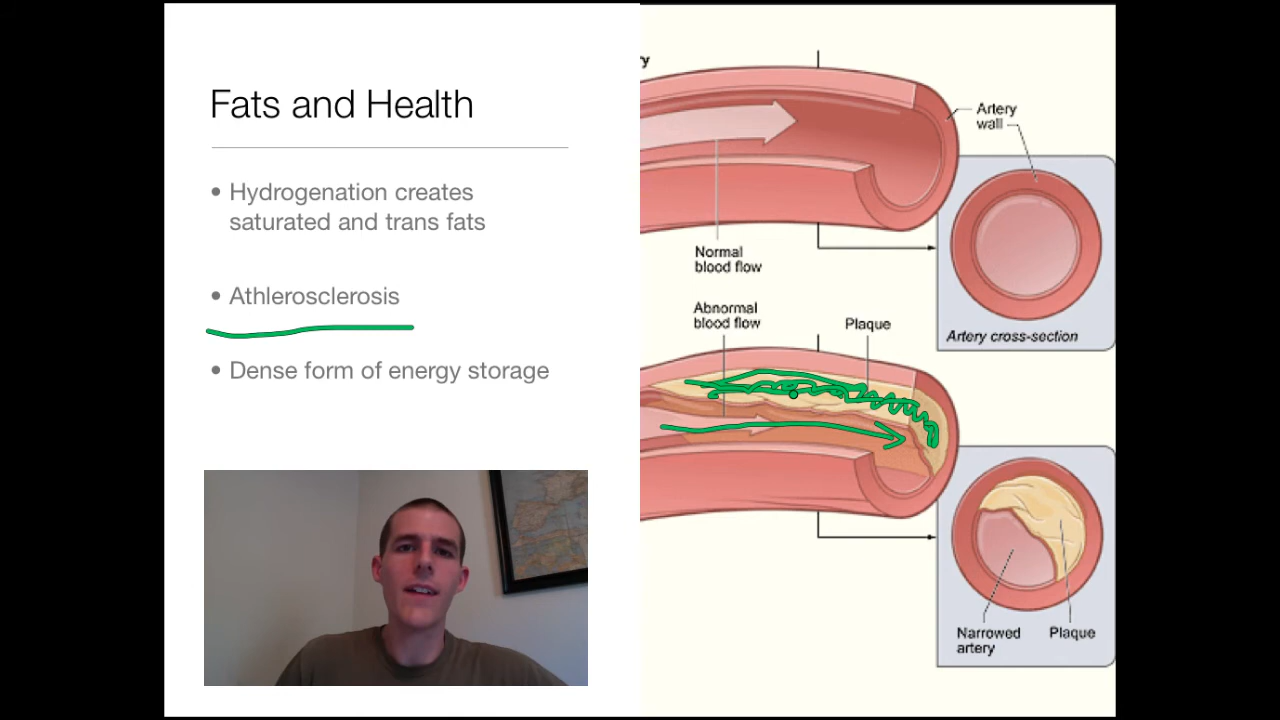 Fats and Health
• Hydrogenation creates
saturated and trans fats
• Athlerosclerosis
• Dense form of energy storage
y
Artery
wall
Normal
blood flow
Artery cross-section
Abnormal
blood flow
Plaque
Narrowed
artery
Plaque